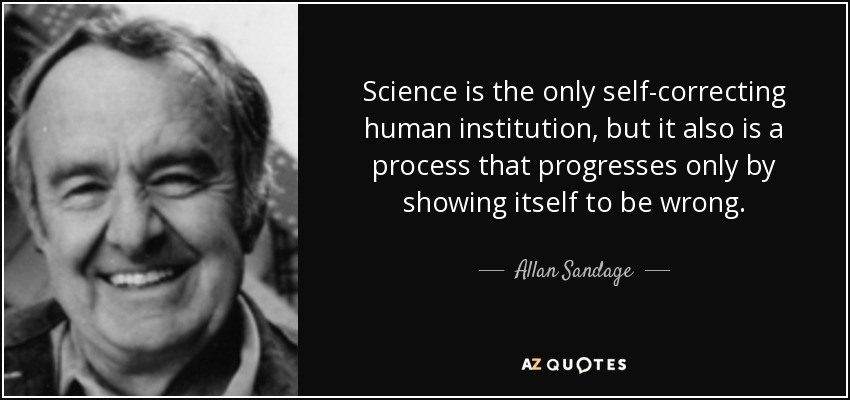 Science is the only self-correcting
human institution, but it also is a
process that progresses only by
showing itself to be wrong.
Allan Sandage
AZ QUOTES